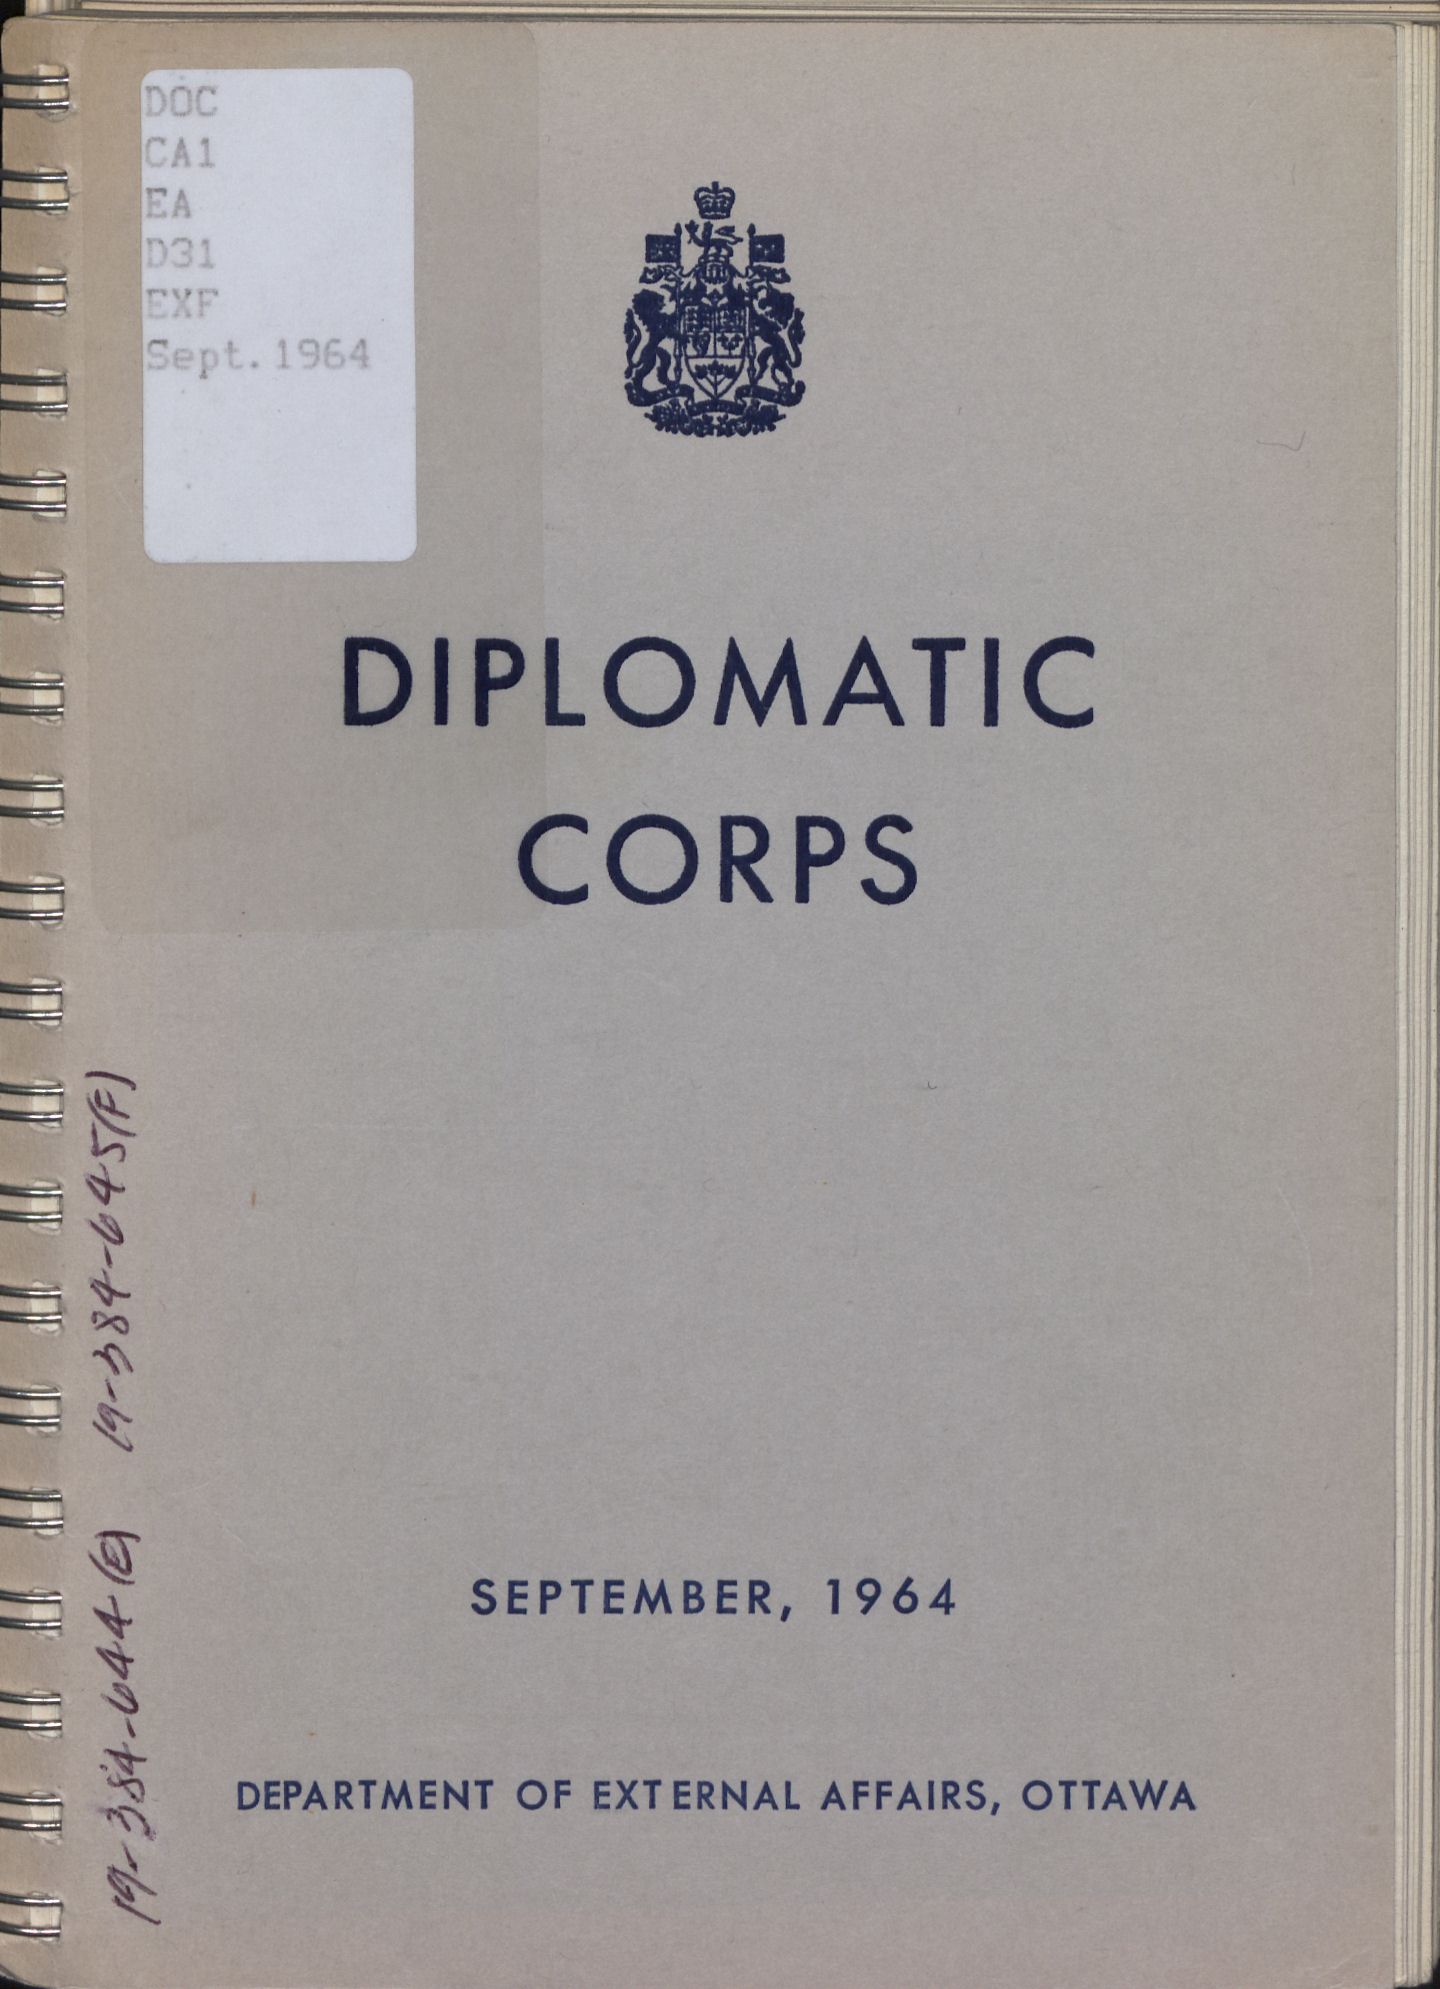 DOC
CA1
EA
D31
EXF
Sept. 1964
DIPLOMATIC
CORPS
SEPTEMBER, 1964
DEPARTMENT OF EXTERNAL AFFAIRS, OTTAWA
19-384-644 (E) 19-384-645 (F)